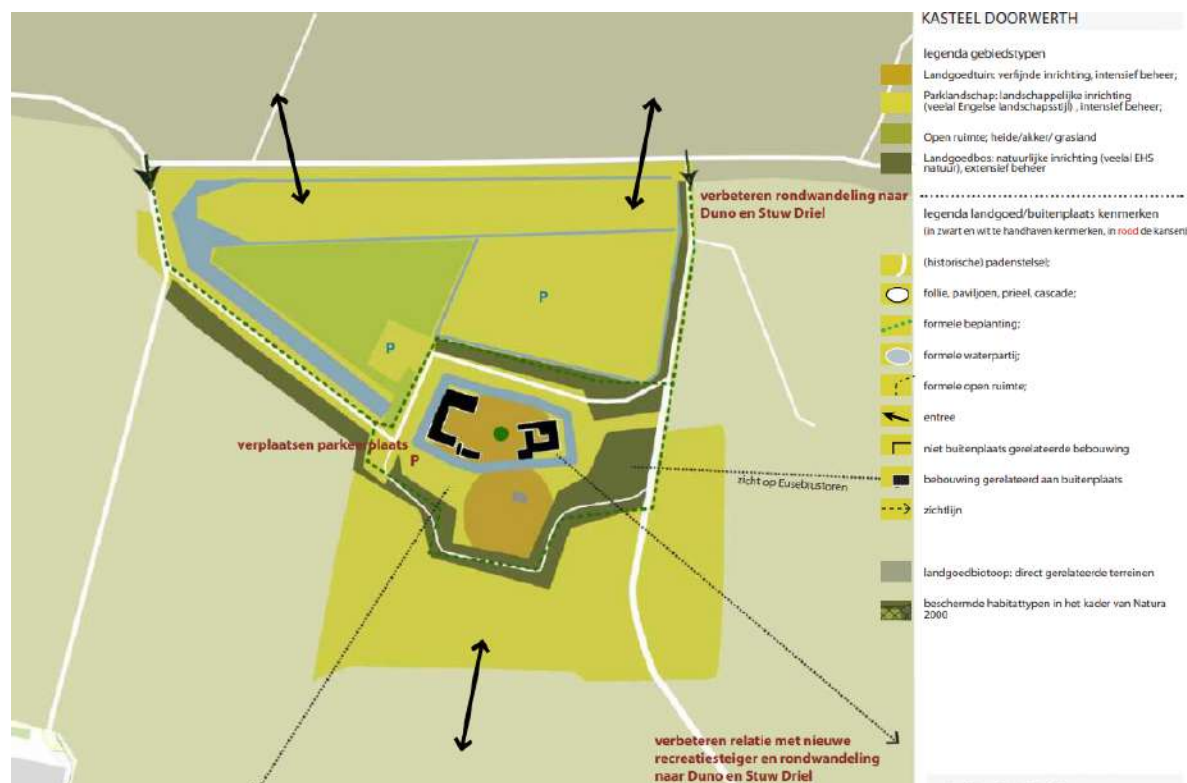 KASTEEL DOORWERTH
legenda gebiedstypen
Landgoedtuin: verfijnde inrichting, intensief beheer;
Parklandschap: landschappelijke inrichting
(veelal Engelse landschapsstijl) , intensief beheer;
Open ruimte; heide/akker/ grasland
Landgoedbos: natuurlijke inrichting (veelal EHS
natuur), extensief beheer
legenda landgoed/buitenplaats kenmerken
(in zwart en wit te handhaven kenmerken, in rood de kansen)
(historische) padenstelsel;
follie, paviljoen, prieel, cascade;
formele beplanting;
formele waterpartij;
formele open ruimte;
entree
niet buitenplaats gerelateerde bebouwing
bebouwing gerelateerd aan buitenplaats
zichtlijn
landgoedbiotoop: direct gerelateerde terreinen
beschermde habitattypen in het kader van Natura
2000
verbeteren rondwandeling naar
Duno en Stuw Driel
P
P
verplaatsen parkeerplaats
P
zicht op Eusebiustoren
verbeteren relatie met nieuwe
recreatiesteiger en rondwandeling
naar Duno en Stuw Driel